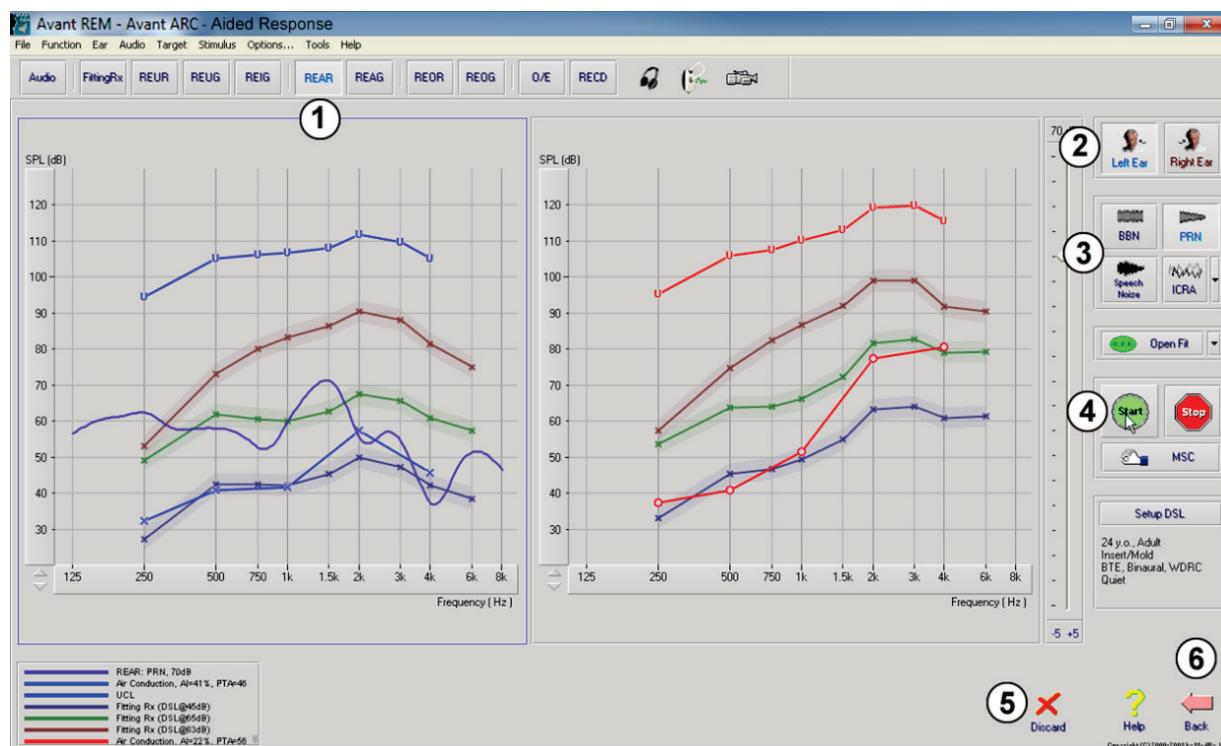 Avant REM - Avant ARC - Aided Response
File Function Ear Audio Target Stimulus Options... Tools Help
Audio FittingRx REUR REUG REIG REAR REAG REOR REOG O/E RECD
1
SPL (dB)
120
110
100
90
80
70
60
50
40
30
U U U U U U U U
125 250 500 750 1k 1.5k 2k 3k 4k 6k 8k
Frequency ( Hz )
SPL (dB)
120
110
100
90
80
70
60
50
40
30
U U U U U U U U
125 250 500 750 1k 1.5k 2k 3k 4k 6k 8k
Frequency ( Hz )
70
-5 +5
2
Left Ear Right Ear
3
BBN PRN
Speech Noise ICRA
Open Fit
4
Start Stop
MSC
Setup DSL
24 y.o., Adult
Insert/Mold
BTE, Binaural, WDRC
Quiet
REAR: PRN, 70dB
Air Conduction, AI=41%, PTA=46
UCL
Fitting Rx (DSL@46dB)
Fitting Rx (DSL@65dB)
Fitting Rx (DSL@83dB)
Air Conduction, AI=22%, PTA=56
5
Discard
Help
6
Back